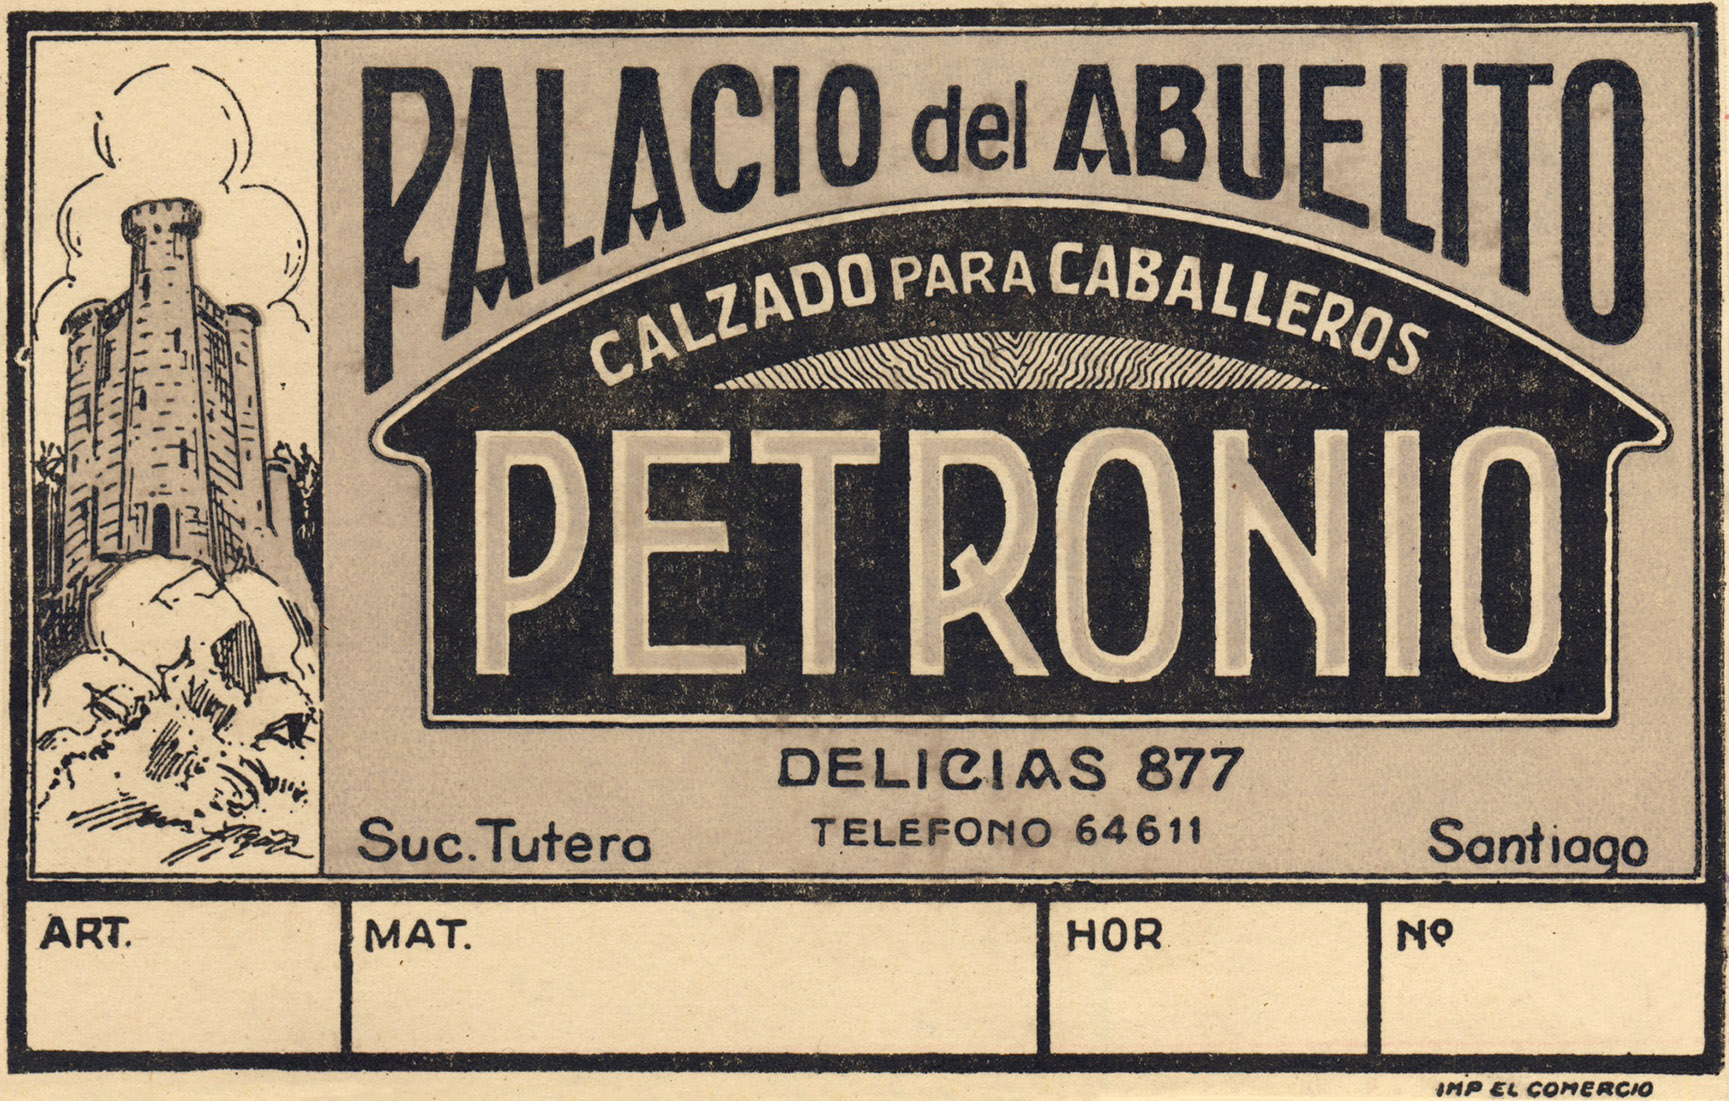 PALACIO del ABUELITO
CALZADO PARA CABALLEROS
PETRONIO
DELICIAS 877
TELEFONO 64611
Suc. Tutera
Santiago
ART.
MAT.
HOR
Nº
IMP EL COMERCIO